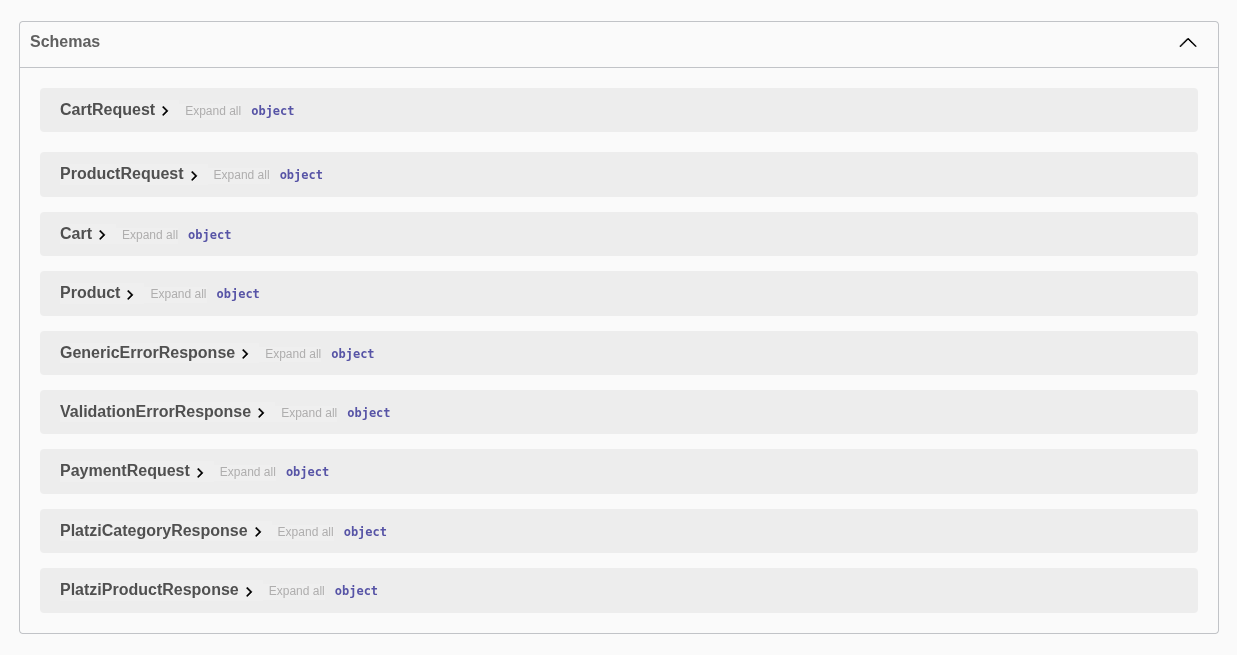 Schemas
CartRequest Expand all object
ProductRequest Expand all object
Cart Expand all object
Product Expand all object
GenericErrorResponse Expand all object
ValidationErrorResponse Expand all object
PaymentRequest Expand all object
PlatziCategoryResponse Expand all object
PlatziProductResponse Expand all object